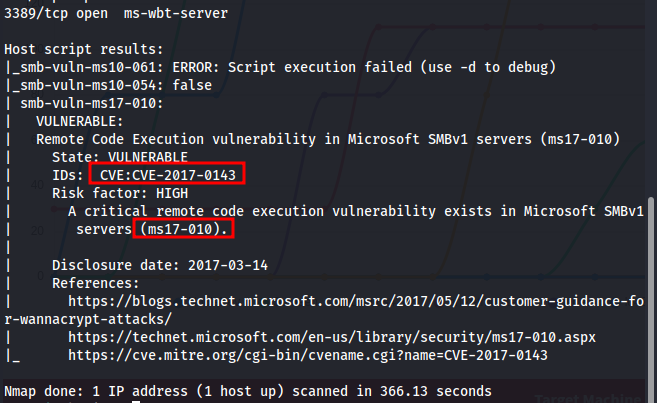 3389/tcp open  ms-wbt-server
Host script results:
|_smb-vuln-ms10-061: ERROR: Script execution failed (use -d to debug)
|_smb-vuln-ms10-054: false
| smb-vuln-ms17-010:
|   VULNERABLE:
|   Remote Code Execution vulnerability in Microsoft SMBv1 servers (ms17-010)
|     State: VULNERABLE
|     IDs:  CVE:CVE-2017-0143
|     Risk factor: HIGH
|       A critical remote code execution vulnerability exists in Microsoft SMBv1
|        servers (ms17-010).
|
|     Disclosure date: 2017-03-14
|     References:
|       https://blogs.technet.microsoft.com/msrc/2017/05/12/customer-guidance-fo
r-wannacrypt-attacks/
|       https://technet.microsoft.com/en-us/library/security/ms17-010.aspx
|_      https://cve.mitre.org/cgi-bin/cvename.cgi?name=CVE-2017-0143
Nmap done: 1 IP address (1 host up) scanned in 366.13 seconds
Target Machine